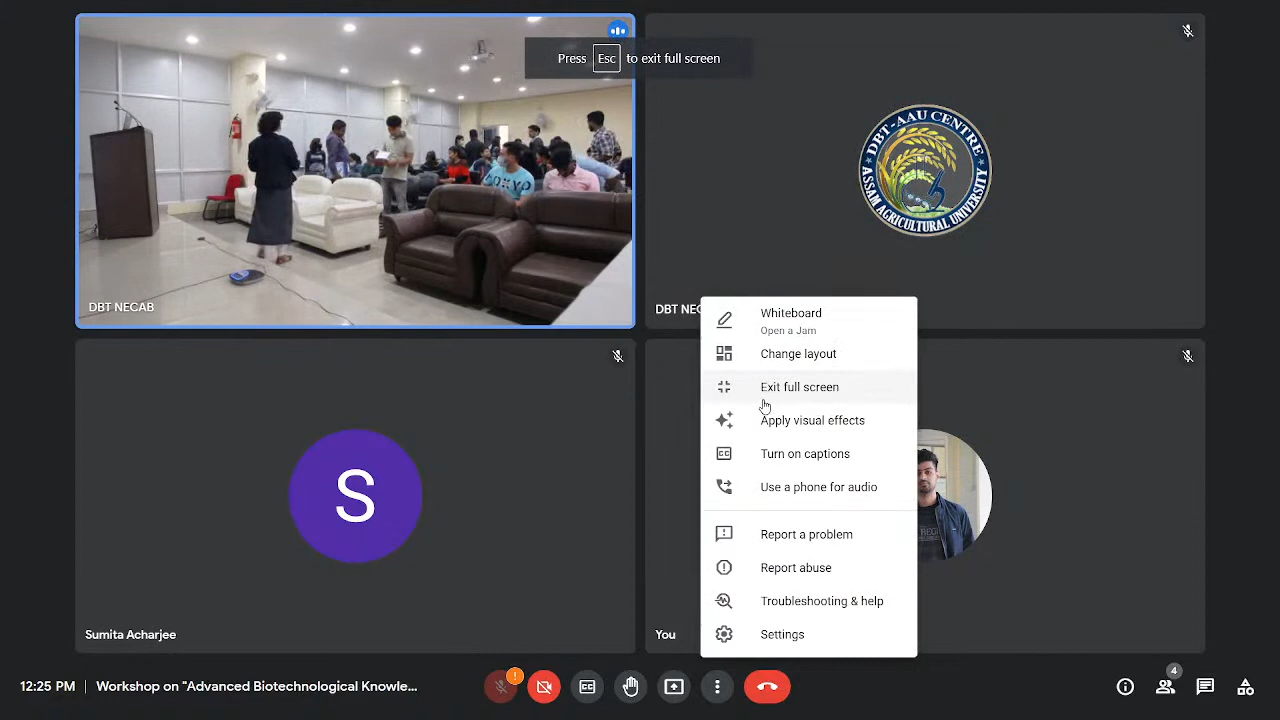 Press Esc to exit full screen
DBT-AAU CENTRE
ASSAM AGRICULTURAL UNIVERSITY
TOKYO
DBT NECAB
DBT NEC
Whiteboard
Open a Jam
Change layout
Exit full screen
Apply visual effects
Turn on captions
Use a phone for audio
Report a problem
Report abuse
Troubleshooting & help
Settings
S
Sumita Acharjee
You
4
12:25 PM | Workshop on "Advanced Biotechnological Knowle...